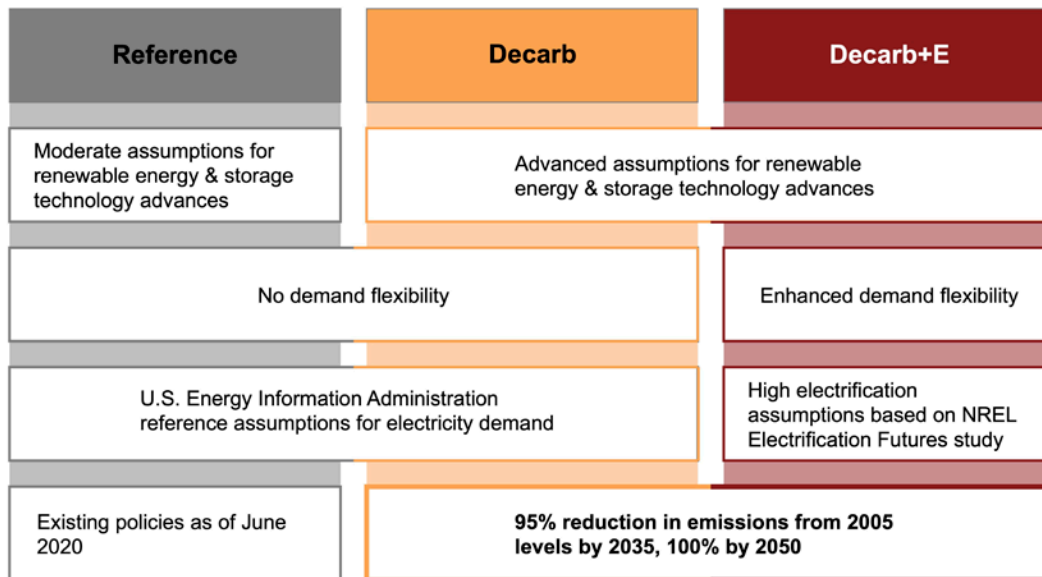 Reference
Decarb
Decarb+E
Moderate assumptions for
renewable energy & storage
technology advances
Advanced assumptions for renewable
energy & storage technology advances
No demand flexibility
Enhanced demand flexibility
U.S. Energy Information Administration
reference assumptions for electricity demand
High electrification
assumptions based on NREL
Electrification Futures study
Existing policies as of June
2020
95% reduction in emissions from 2005
levels by 2035, 100% by 2050